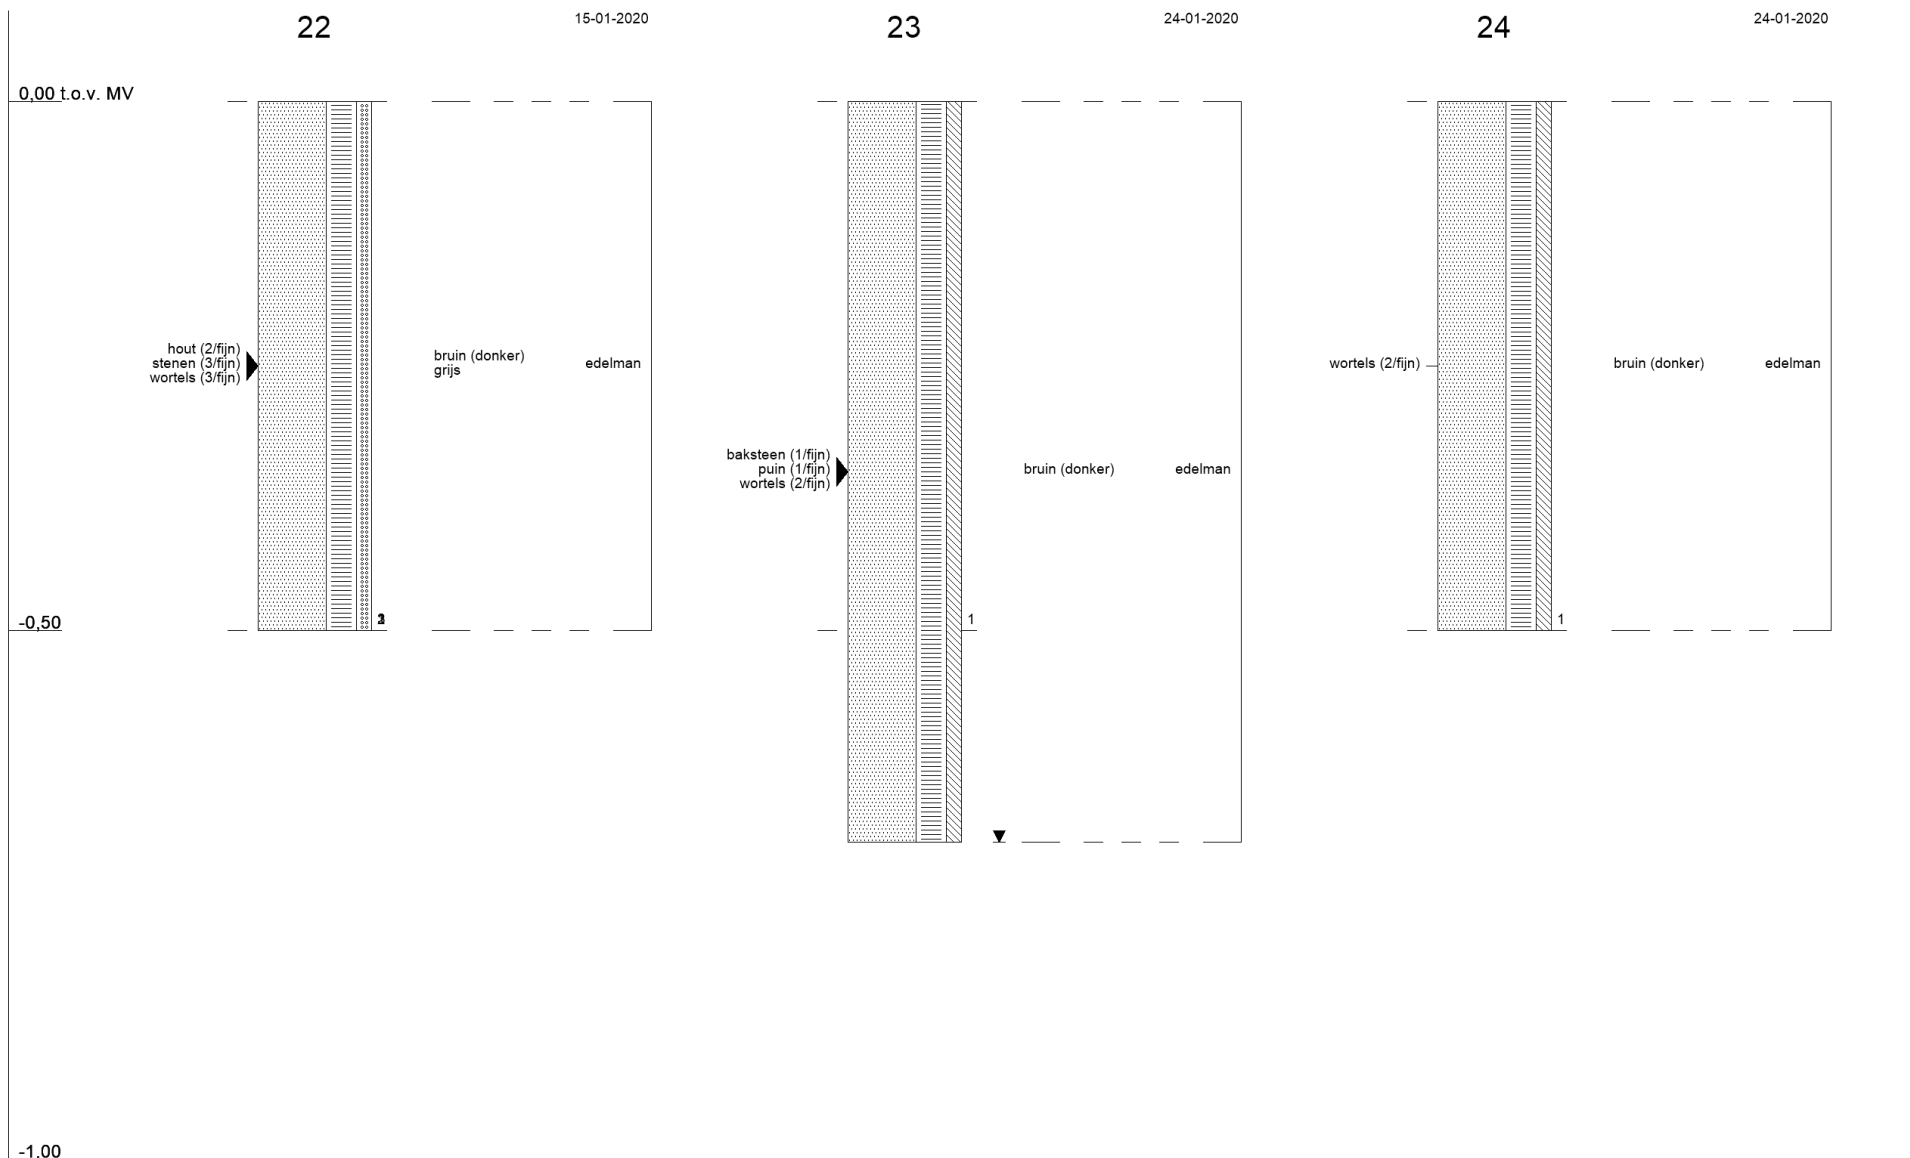 22
15-01-2020
23
24-01-2020
24
24-01-2020
0,00 t.o.v. MV
hout (2/fijn)
stenen (3/fijn)
wortels (3/fijn)
bruin (donker)
grijs
edelman
baksteen (1/fijn)
puin (1/fijn)
wortels (2/fijn)
bruin (donker)
edelman
wortels (2/fijn)
bruin (donker)
edelman
-0,50
1
1
-1,00